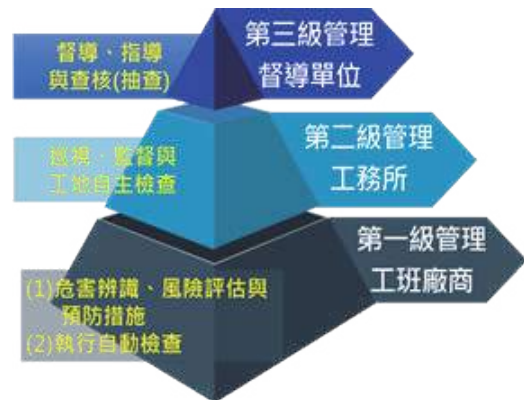 督導、指導
與查核(抽查)
第三級管理
督導單位
巡視、監督與
工地自主檢查
第二級管理
工務所
(1)危害辨識、風險評估與
預防措施
(2)執行自動檢查
第一級管理
工班廠商